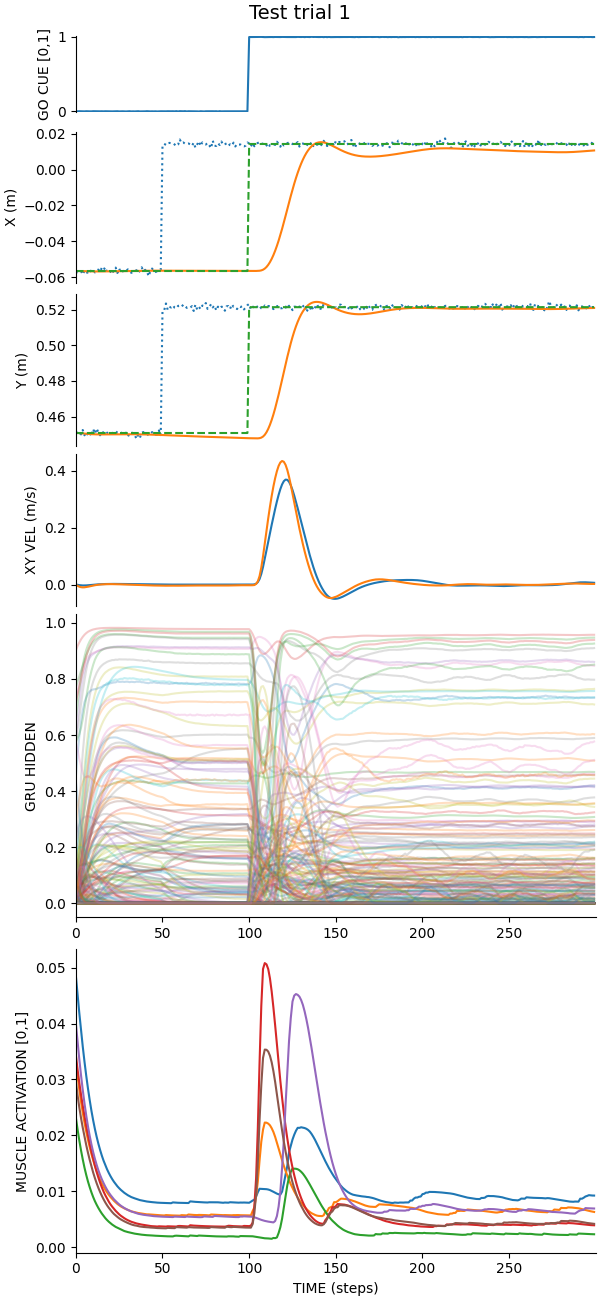 Test trial 1
GO CUE [0,1]
1
0
X (m)
0.02
0.00
−0.02
−0.04
−0.06
Y (m)
0.52
0.50
0.48
0.46
XY VEL (m/s)
0.4
0.2
0.0
GRU HIDDEN
1.0
0.8
0.6
0.4
0.2
0.0
0 50 100 150 200 250
MUSCLE ACTIVATION [0,1]
0.05
0.04
0.03
0.02
0.01
0.00
0 50 100 150 200 250
TIME (steps)